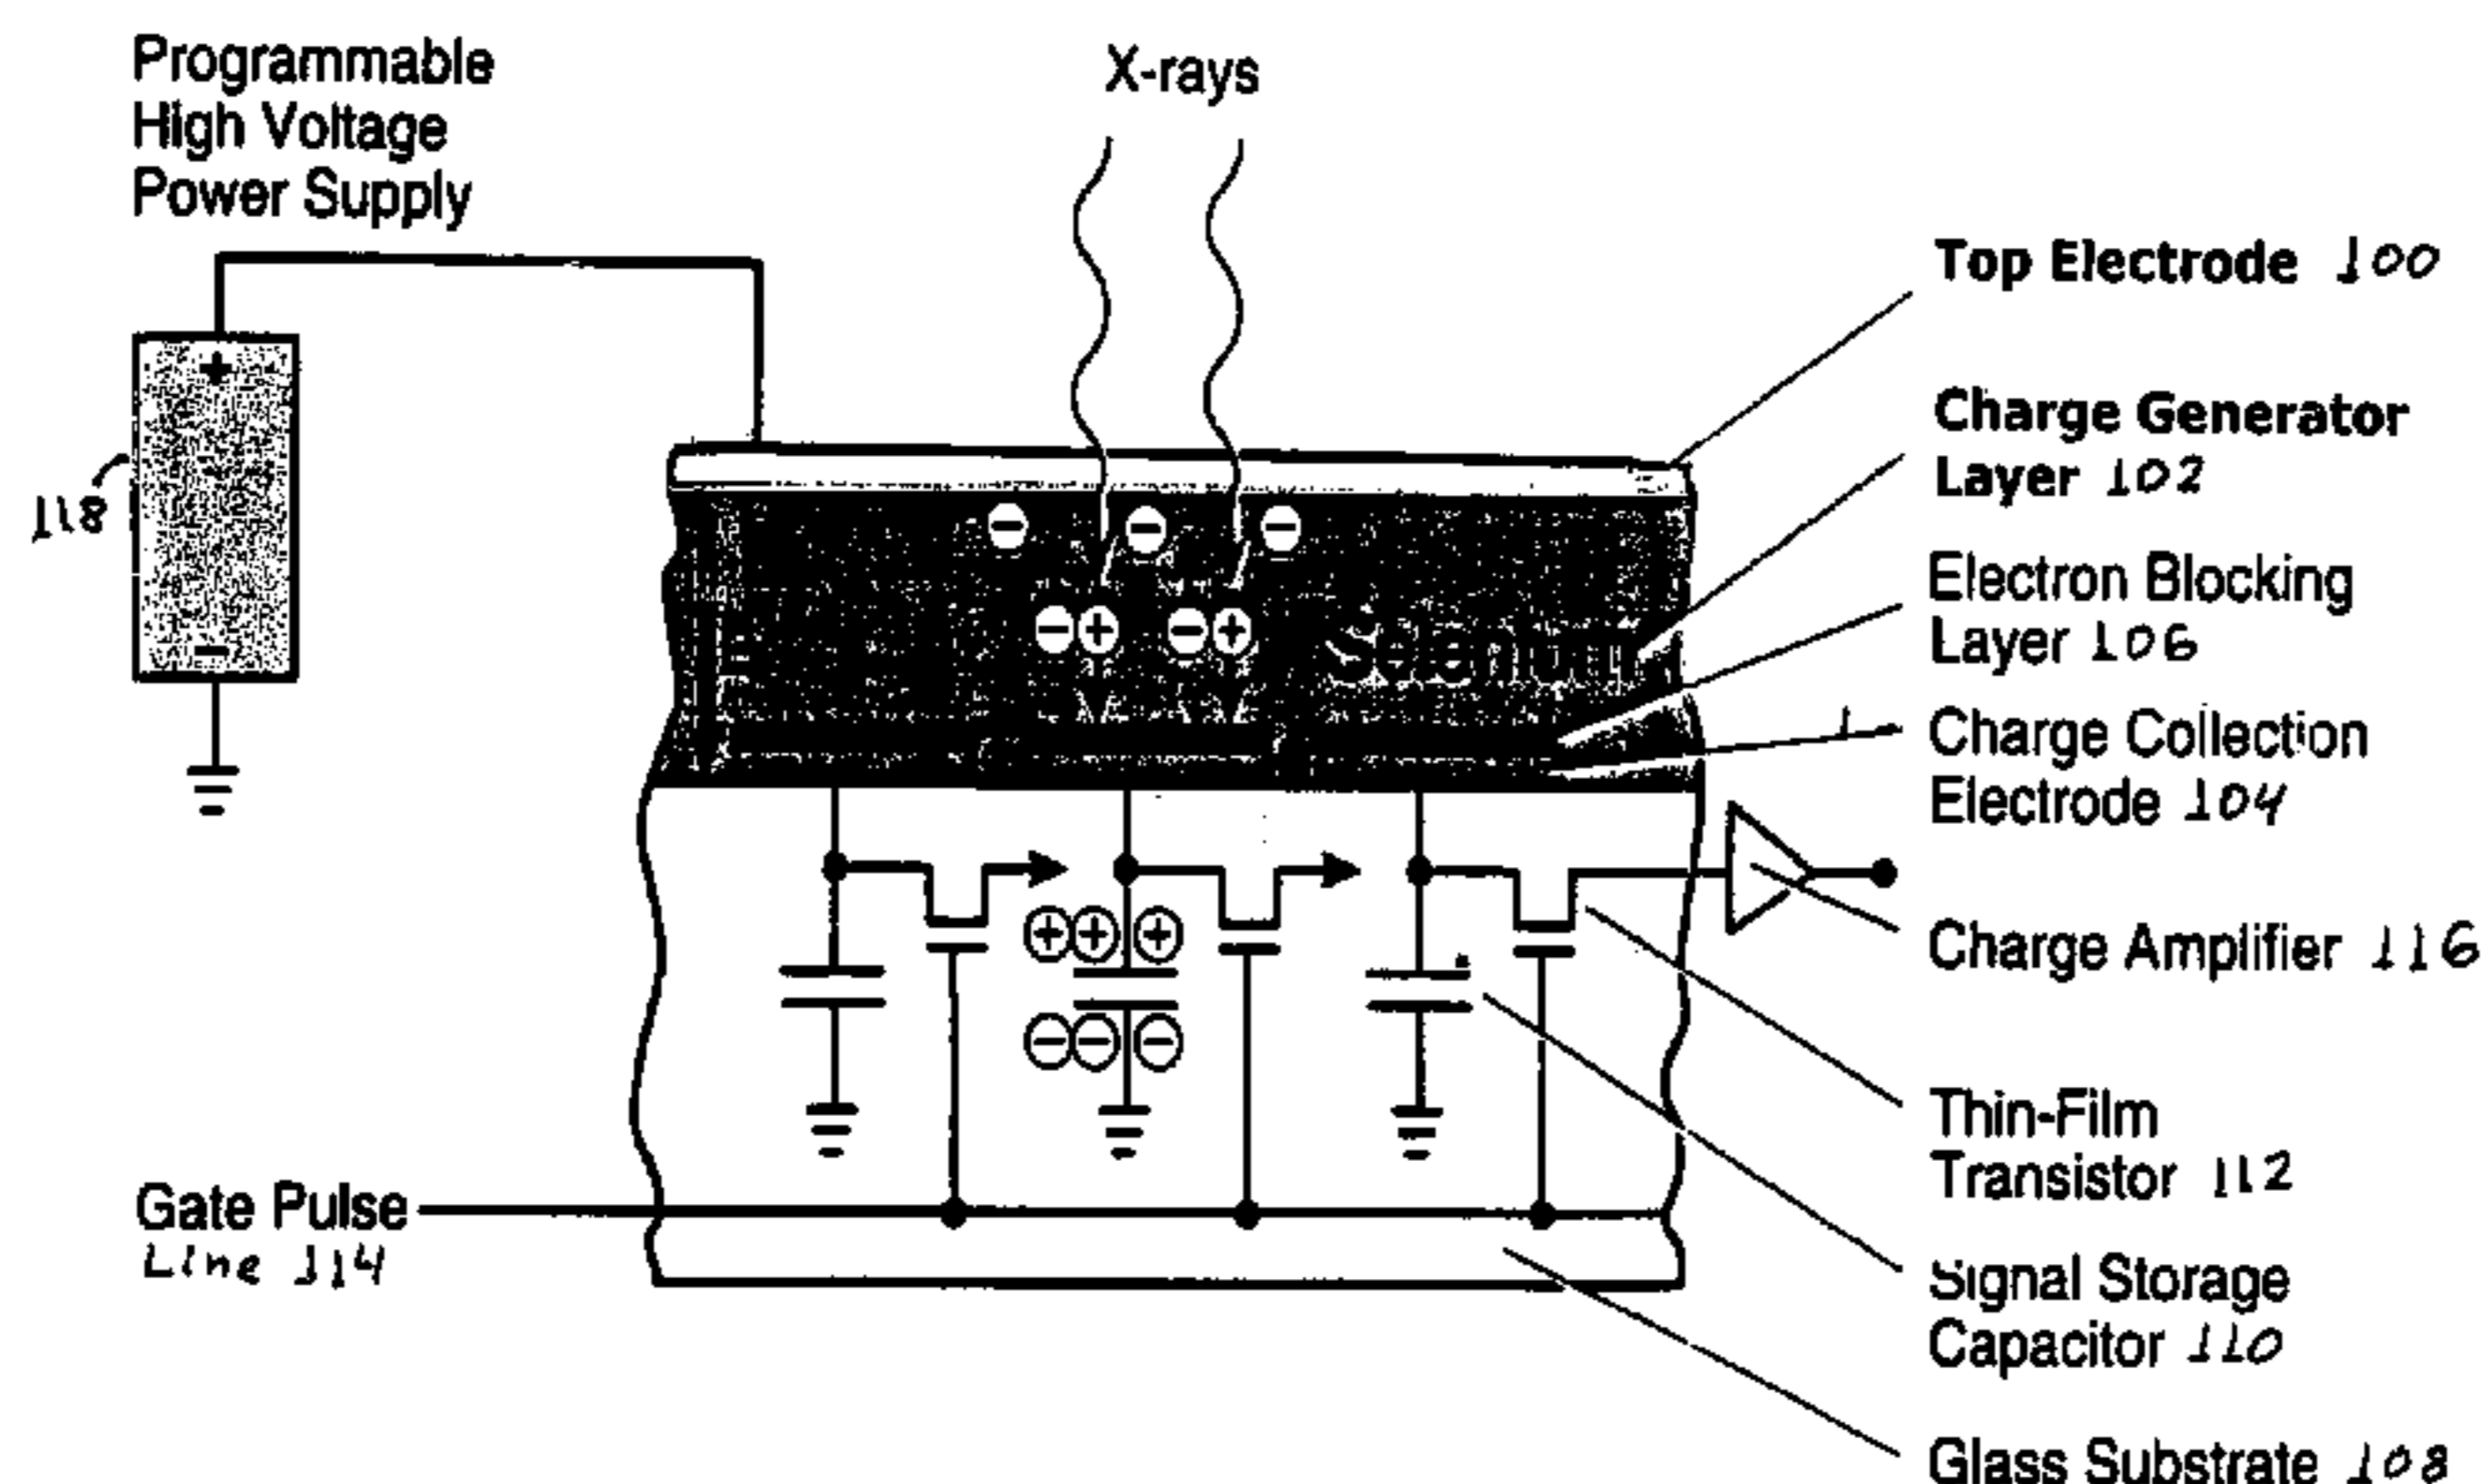 Programmable
High Voltage
Power Supply
X-rays
118
Top Electrode 100
Charge Generator
Layer 102
Selenium
Electron Blocking
Layer 106
Charge Collection
Electrode 104
Charge Amplifier 116
Thin-Film
Transistor 112
Gate Pulse
Line 114
Signal Storage
Capacitor 110
Glass Substrate 108